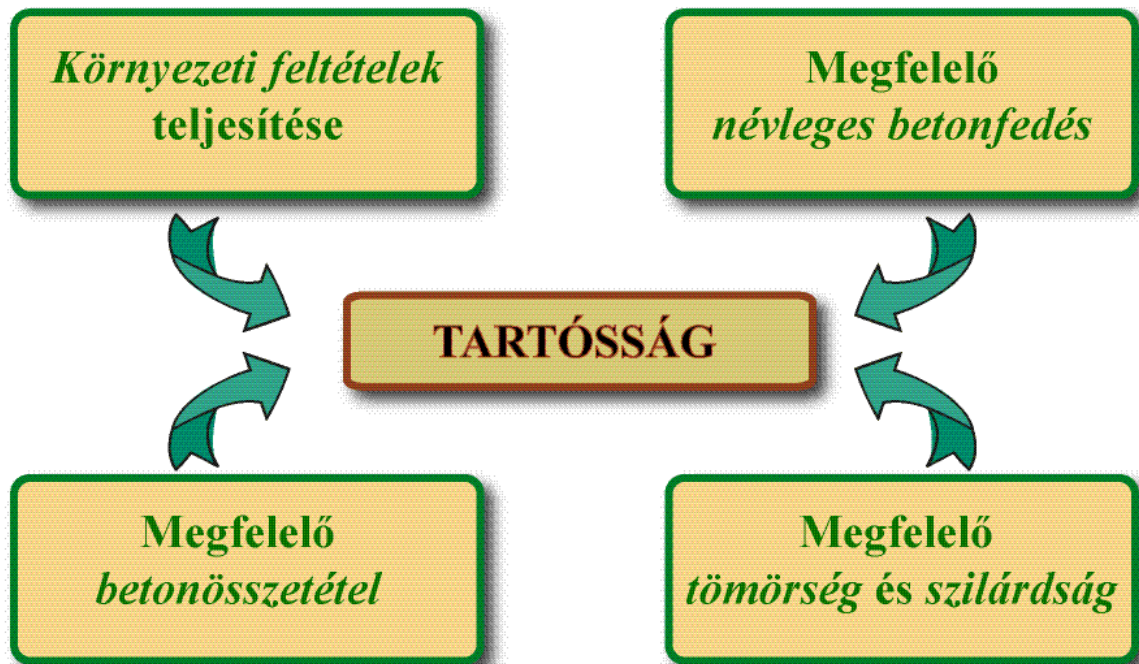 Környezeti feltételek
teljesítése
Megfelelő
névleges betonfedés
TARTÓSSÁG
Megfelelő
betonösszetétel
Megfelelő
tömörség és szilárdság